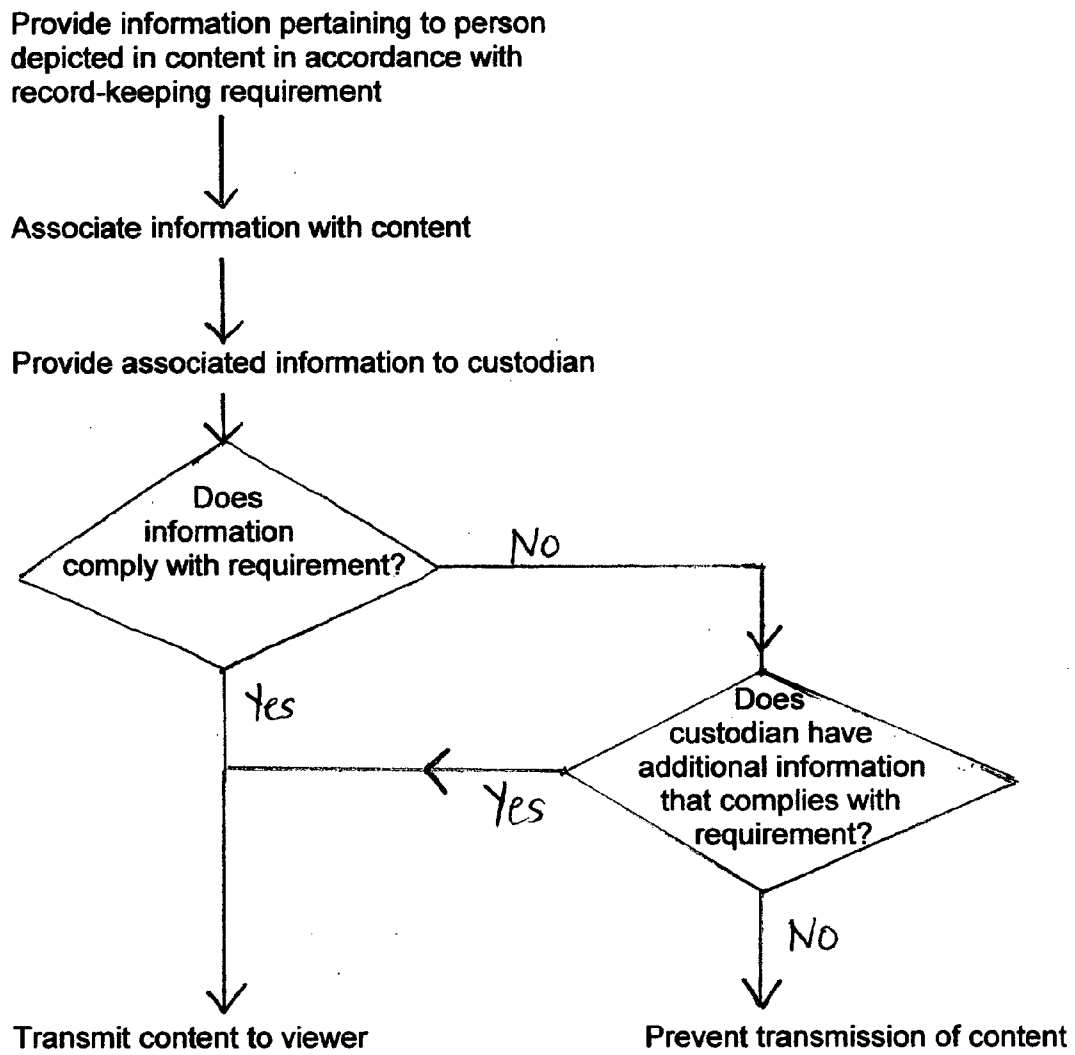 Provide information pertaining to person
depicted in content in accordance with
record-keeping requirement
Associate information with content
Provide associated information to custodian
Does
information
comply with requirement?
No
Yes
Does
custodian have
additional information
that complies with
requirement?
Yes
No
Transmit content to viewer
Prevent transmission of content